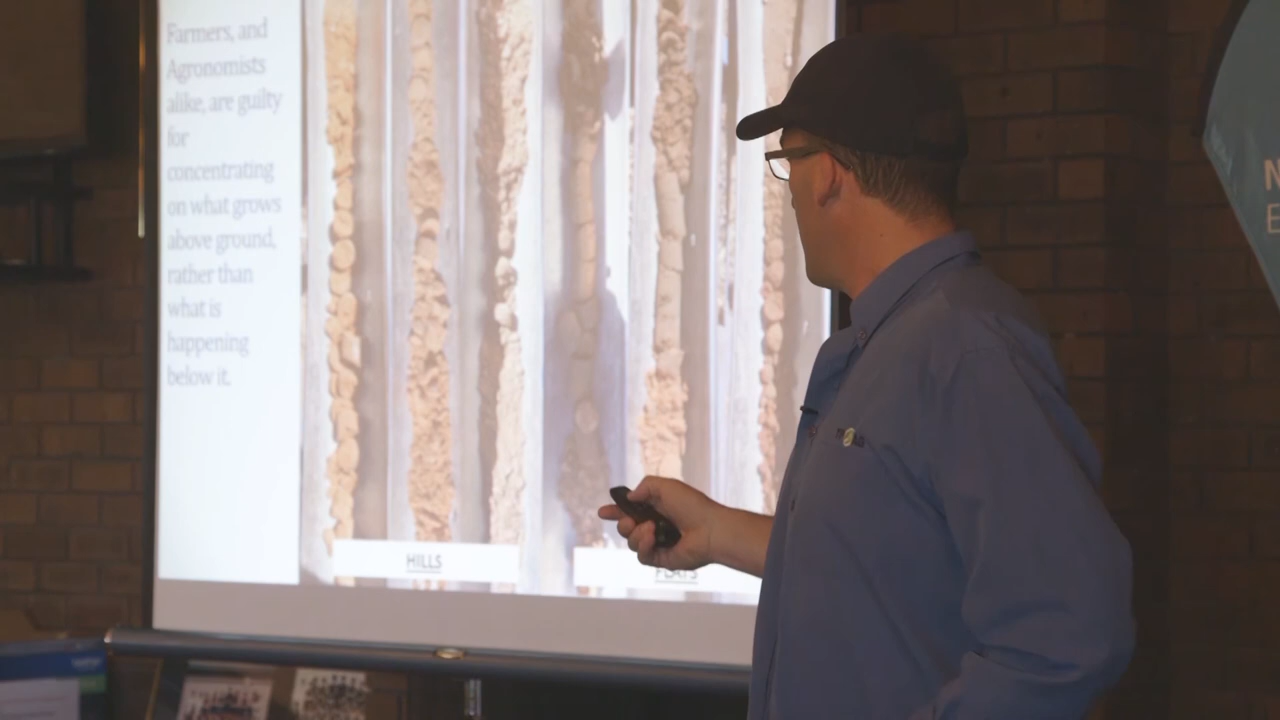 Farmers, and
Agronomists
alike, are guilty
for
concentrating
on what grows
above ground,
rather than
what is
happening
below it.
HILLS
FLATS